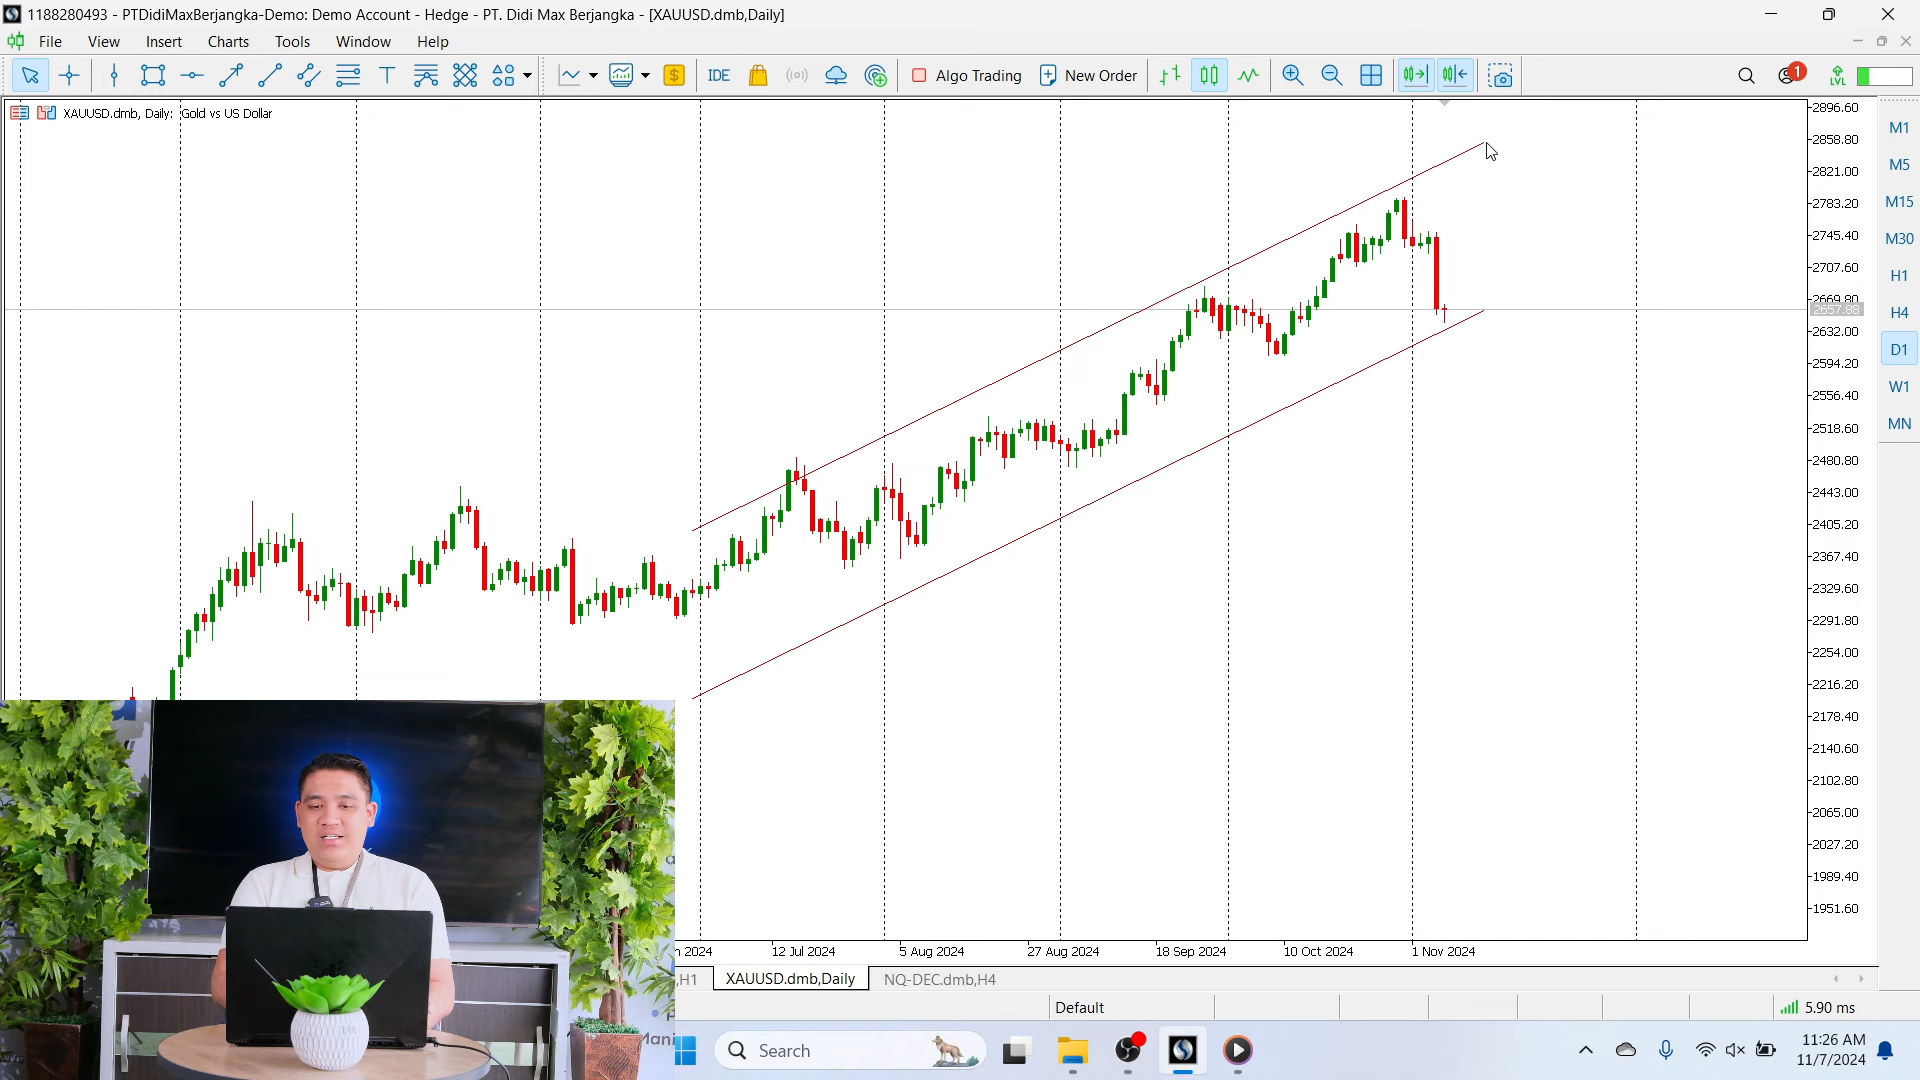 1188280493 - PTDidiMaxBerjangka-Demo: Demo Account - Hedge - PT. Didi Max Berjangka - [XAUUSD.dmb,Daily]
File View Insert Charts Tools Window Help
IDE Algo Trading New Order 1 LVL
XAUUSD.dmb, Daily: Gold vs US Dollar
2896.60
2858.80
2821.00
2783.20
2745.40
2707.60
2669.80
2657.88
2632.00
2594.20
2556.40
2518.60
2480.80
2443.00
2405.20
2367.40
2329.60
2291.80
2254.00
2216.20
2178.40
2140.60
2102.80
2065.00
2027.20
1989.40
1951.60
M1
M5
M15
M30
H1
H4
D1
W1
MN
2024 12 Jul 2024 5 Aug 2024 27 Aug 2024 18 Sep 2024 10 Oct 2024 1 Nov 2024
,H1 XAUUSD.dmb,Daily NQ-DEC.dmb,H4
Default 5.90 ms
Search
11:26 AM
11/7/2024